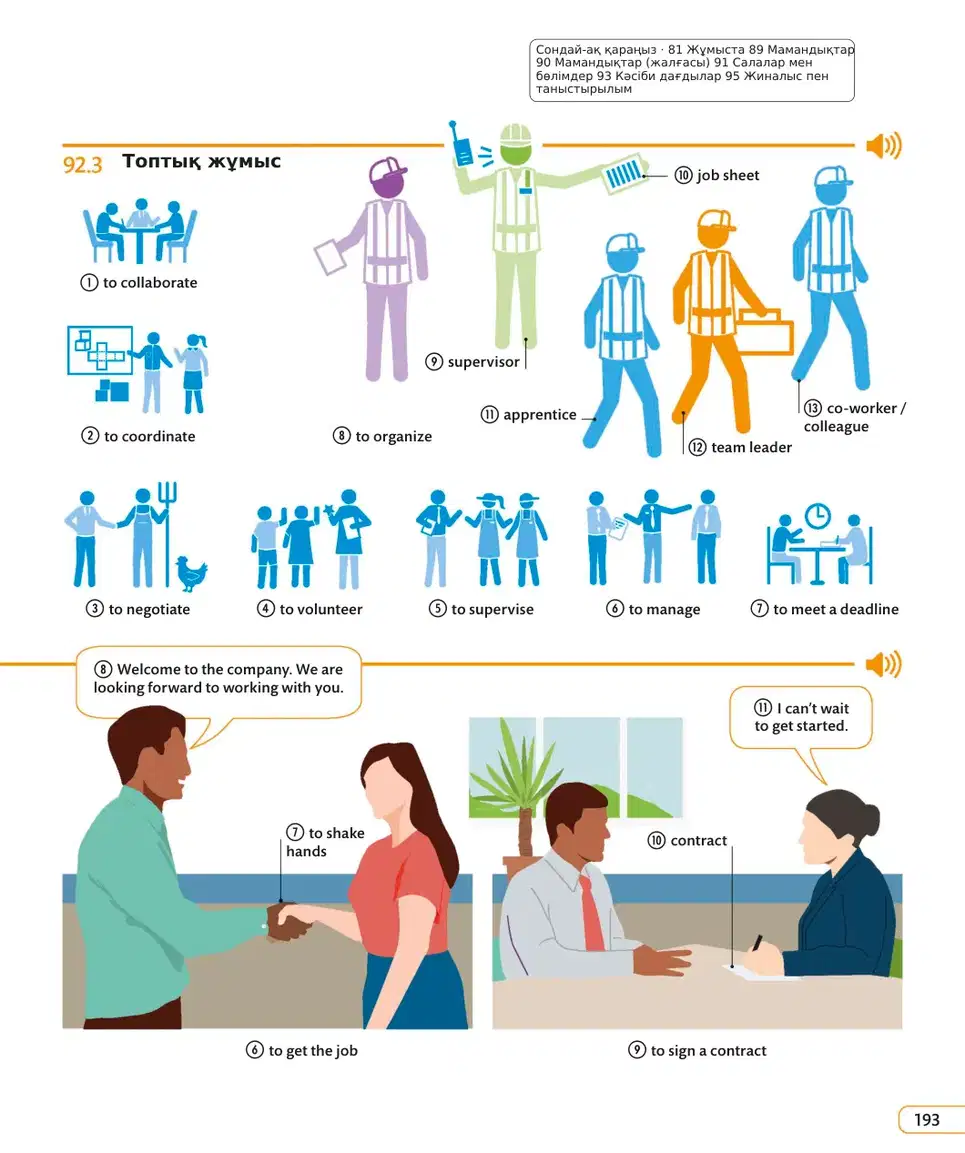 Сондай-ақ қараңыз · 81 Жұмыста 89 Мамандықтар
90 Мамандықтар (жалғасы) 91 Салалар мен
бөлімдер 93 Кәсіби дағдылар 95 Жиналыс пен
таныстырылым
92.3 Топтық жұмыс
⑩ job sheet
① to collaborate
⑨ supervisor
② to coordinate
⑧ to organize
⑪ apprentice
⑫ team leader
⑬ co-worker /
colleague
③ to negotiate
④ to volunteer
⑤ to supervise
⑥ to manage
⑦ to meet a deadline
⑧ Welcome to the company. We are
looking forward to working with you.
⑪ I can’t wait
to get started.
⑦ to shake
hands
⑩ contract
⑥ to get the job
⑨ to sign a contract
193